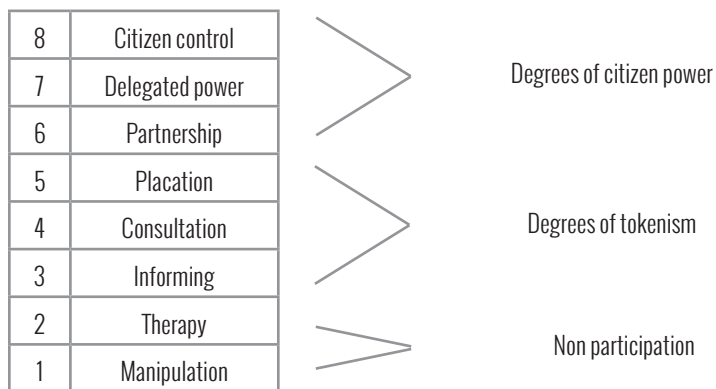 8 Citizen control
7 Delegated power
Degrees of citizen power
6 Partnership
5 Placation
4 Consultation
Degrees of tokenism
3 Informing
2 Therapy
Non participation
1 Manipulation